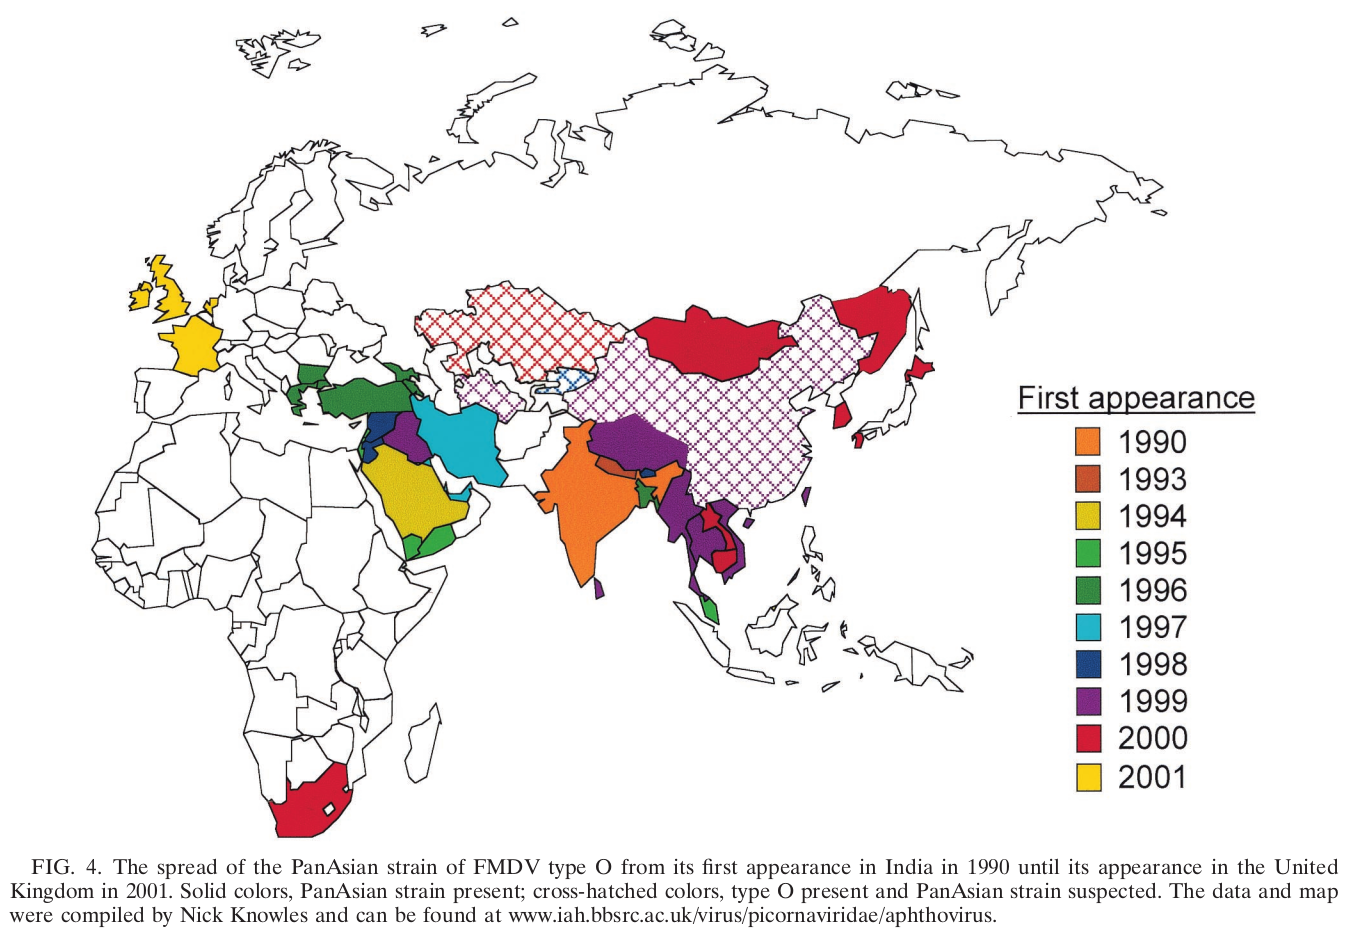 First appearance
1990
1993
1994
1995
1996
1997
1998
1999
2000
2001
FIG. 4. The spread of the PanAsian strain of FMDV type O from its first appearance in India in 1990 until its appearance in the United
Kingdom in 2001. Solid colors, PanAsian strain present; cross-hatched colors, type O present and PanAsian strain suspected. The data and map
were compiled by Nick Knowles and can be found at www.iah.bbsrc.ac.uk/virus/picornaviridae/aphthovirus.